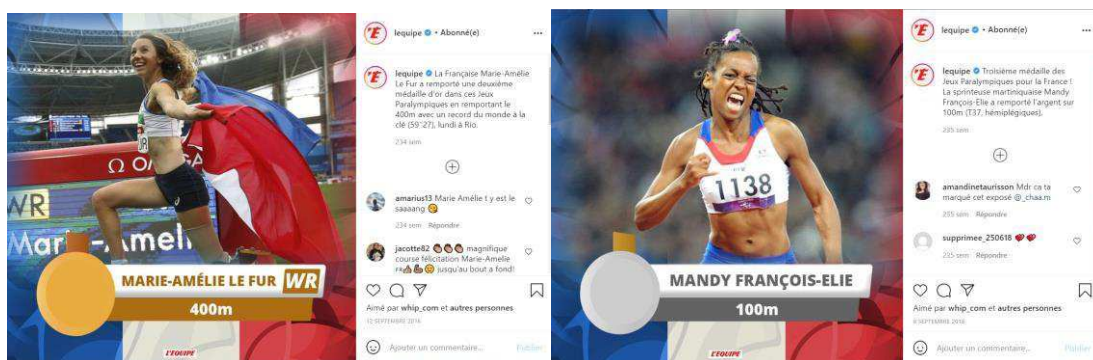 Ω OMEGA
WR
Marie-Ameli
MARIE-AMÉLIE LE FUR WR
400m
L'ÉQUIPE
lequipe • Abonné(e)
lequipe La Française Marie-Amélie
Le Fur a remporté une deuxième
médaille d'or dans ces Jeux
Paralympiques en remportant le
400m avec un record du monde à la
clé (59''27), lundi à Rio.
234 sem
amarius13 Marie Amélie t y est le
saaaang 😋
234 sem Répondre
jacotte82 👏👏👏 magnifique
course félicitation Marie-Amelie
jusqu'au bout a fond!
Aimé par whip_com et autres personnes
12 SEPTEMBRE 2016
Ajouter un commentaire... Publier
1138
MANDY FRANÇOIS-ELIE
100m
L'ÉQUIPE
lequipe • Abonné(e)
lequipe Troisième médaille des
Jeux Paralympiques pour la France !
La sprinteuse martiniquaise Mandy
François-Elie a remporté l'argent sur
100m (T37, hémiplégiques),
235 sem
amandinetaurisson Mdr ca ta
marqué cet exposé @_chaa.m
235 sem Répondre
supprimee_250618 ❤️❤️
235 sem Répondre
Aimé par whip_com et autres personnes
9 SEPTEMBRE 2016
Ajouter un commentaire... Publier